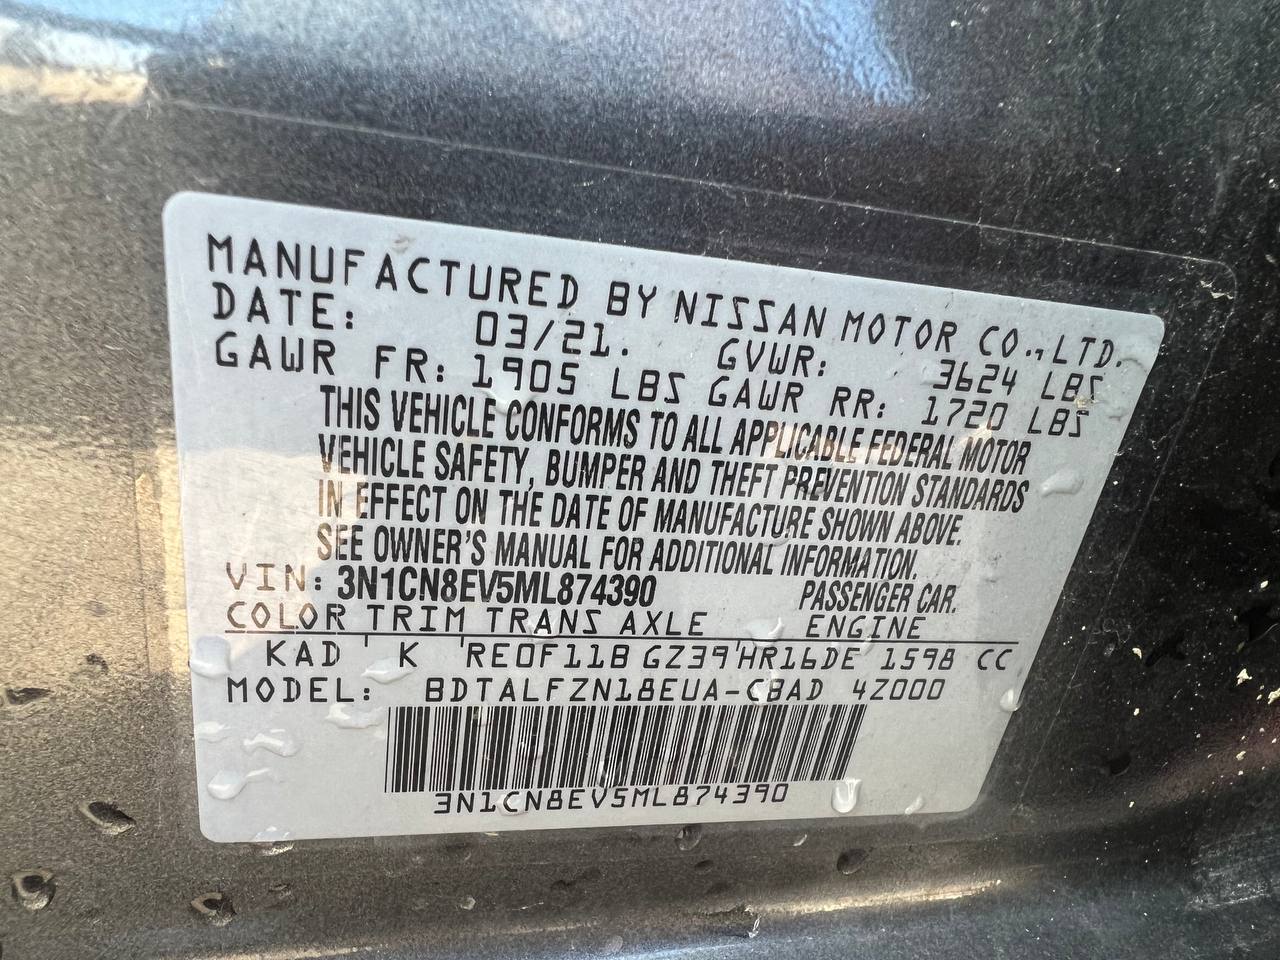 MANUFACTURED BY NISSAN MOTOR CO.,LTD.
DATE: 03/21. GVWR: 3624 LBS
GAWR FR: 1905 LBS GAWR RR: 1720 LBS
THIS VEHICLE CONFORMS TO ALL APPLICABLE FEDERAL MOTOR
VEHICLE SAFETY, BUMPER AND THEFT PREVENTION STANDARDS
IN EFFECT ON THE DATE OF MANUFACTURE SHOWN ABOVE.
SEE OWNER'S MANUAL FOR ADDITIONAL INFORMATION.
VIN: 3N1CN8EV5ML874390 PASSENGER CAR.
COLOR TRIM TRANS AXLE ENGINE
KAD ' K 'RE0F11B GZ39'HR16DE 1598 CC
MODEL: BDTALFZN18EUA-CBAD 4Z000
3N1CN8EV5ML874390